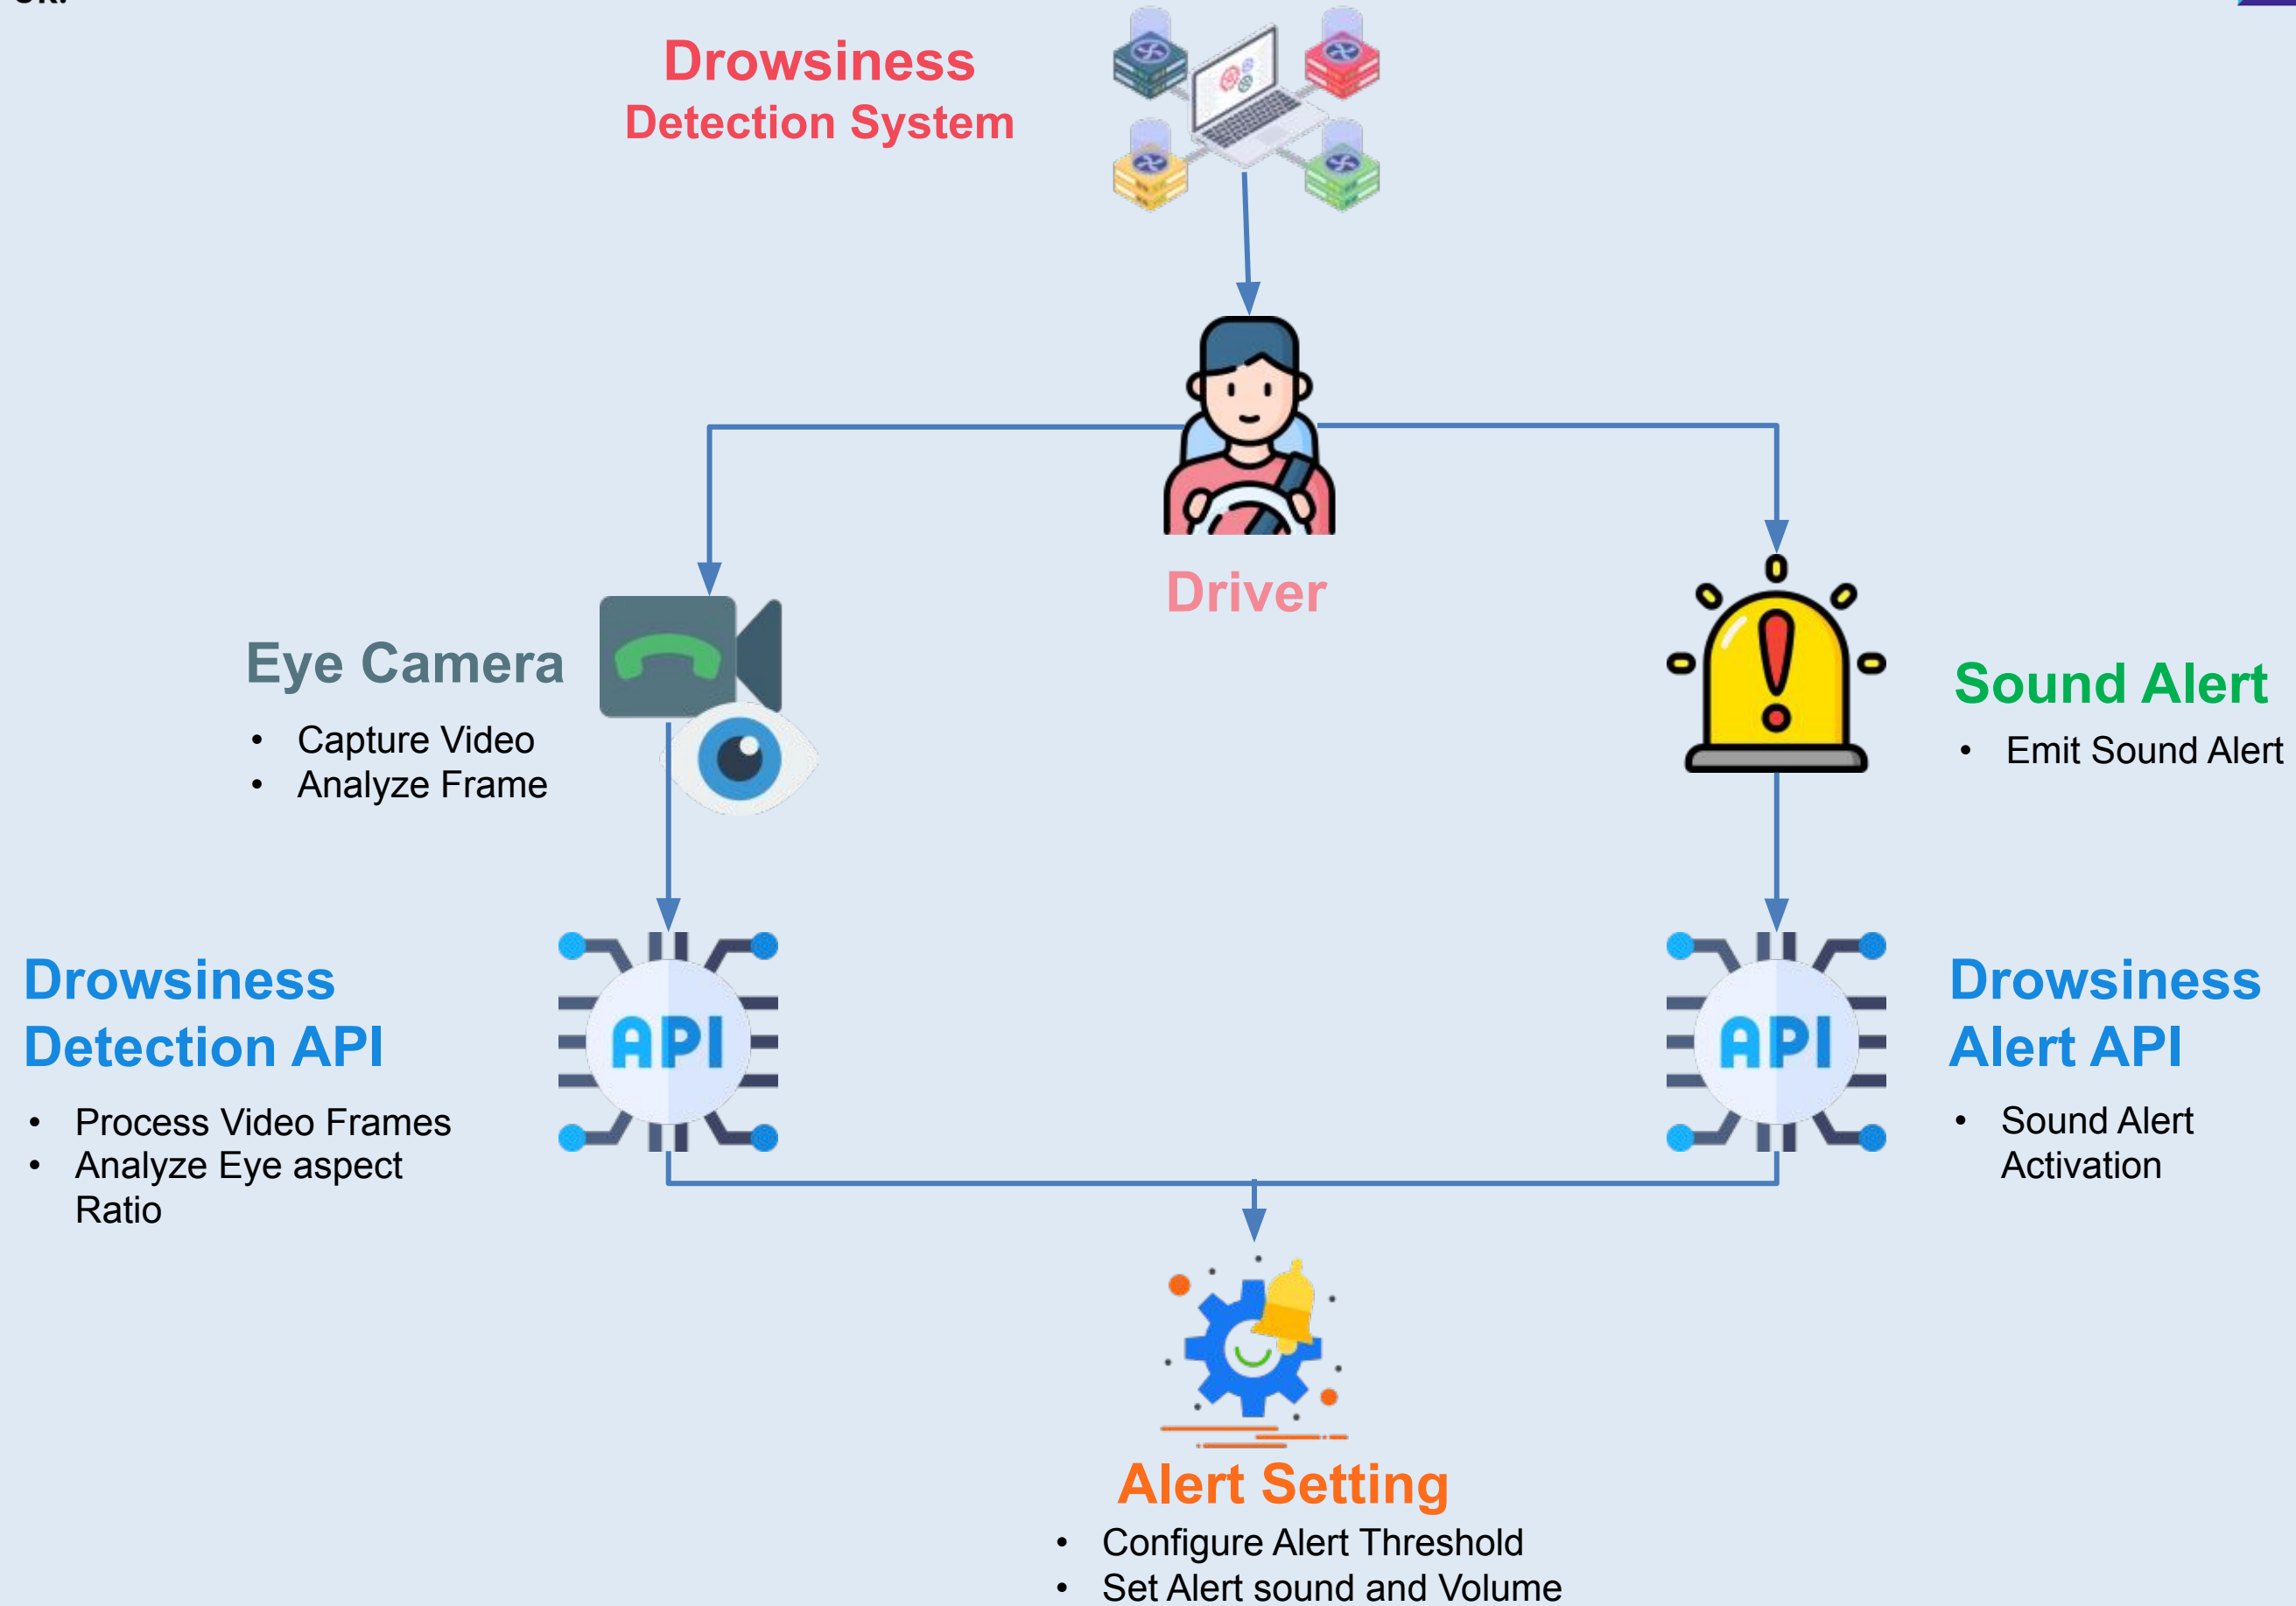 Drowsiness
Detection System
Driver
Eye Camera
• Capture Video
• Analyze Frame
Sound Alert
• Emit Sound Alert
Drowsiness
Detection API
• Process Video Frames
• Analyze Eye aspect
Ratio
API
API
Drowsiness
Alert API
• Sound Alert
Activation
Alert Setting
• Configure Alert Threshold
• Set Alert sound and Volume